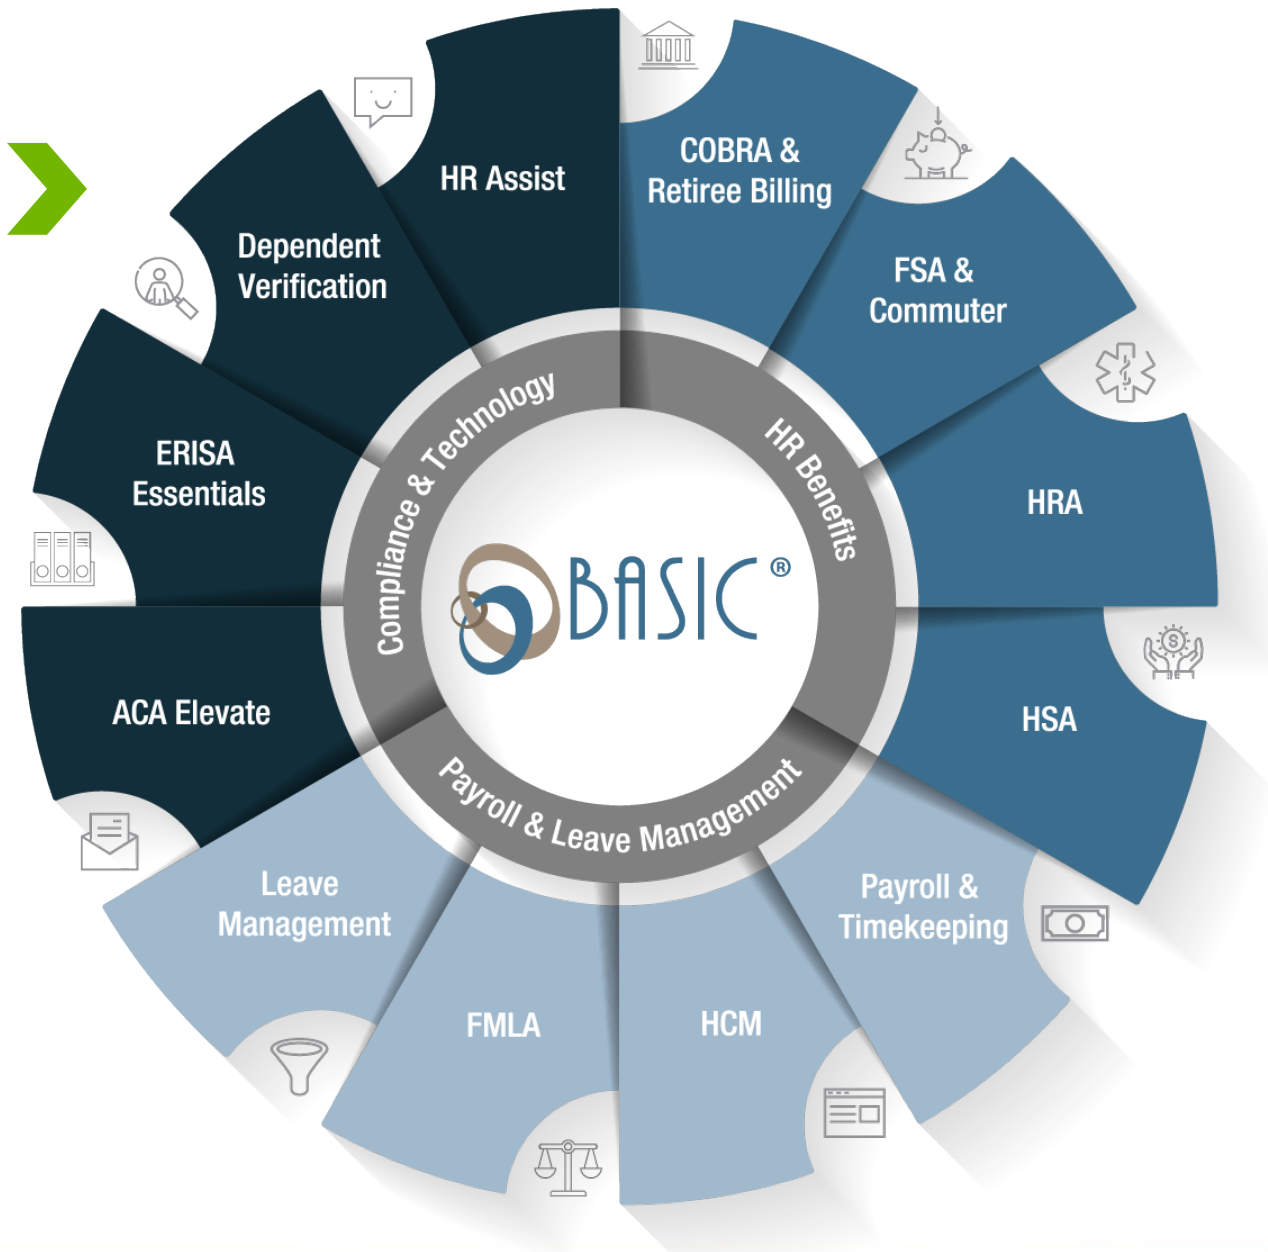 HR Assist
COBRA &
Retiree Billing
Dependent
Verification
FSA &
Commuter
ERISA
Essentials
HRA
ACA Elevate
HSA
Leave
Management
Payroll &
Timekeeping
FMLA
HCM
Compliance & Technology
HR Benefits
Payroll & Leave Management
BASIC®
S